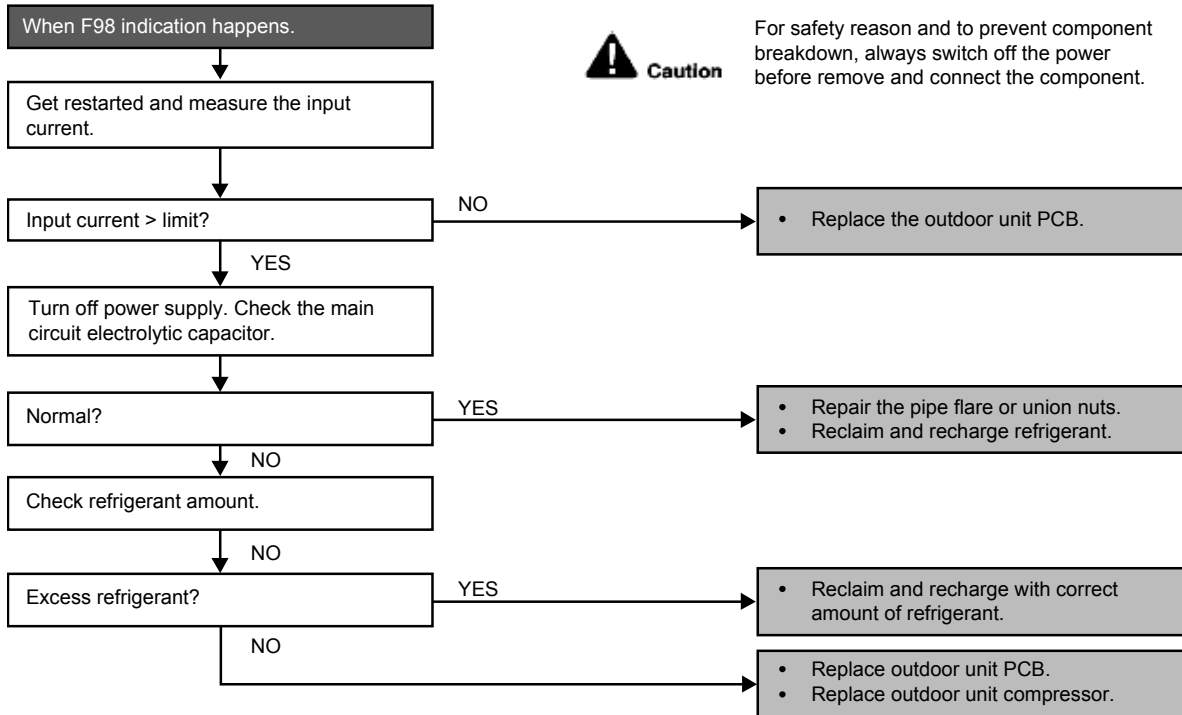 When F98 indication happens.
For safety reason and to prevent component
breakdown, always switch off the power
before remove and connect the component.
Caution
Get restarted and measure the input
current.
Input current > limit?
NO
• Replace the outdoor unit PCB.
YES
Turn off power supply. Check the main
circuit electrolytic capacitor.
Normal?
YES
• Repair the pipe flare or union nuts.
• Reclaim and recharge refrigerant.
NO
Check refrigerant amount.
NO
Excess refrigerant?
YES
• Reclaim and recharge with correct
amount of refrigerant.
NO
• Replace outdoor unit PCB.
• Replace outdoor unit compressor.